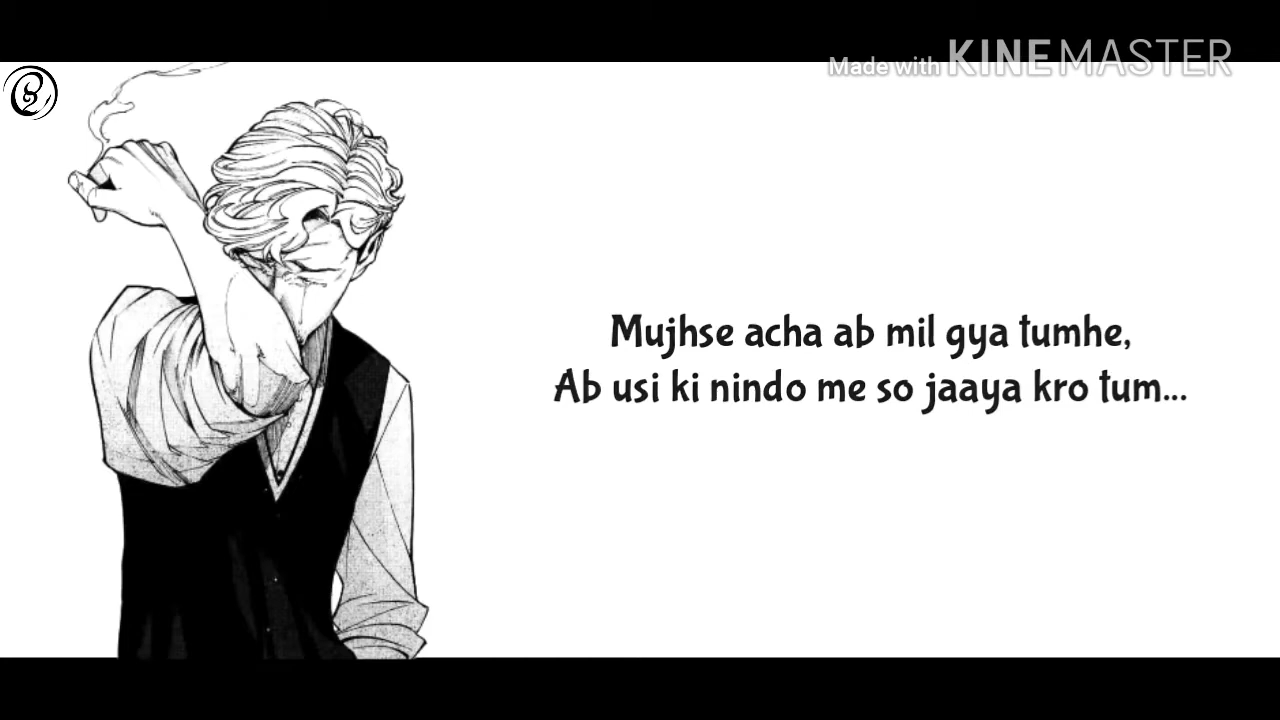 Made with KINEMASTER
Mujhse acha ab mil gya tumhe,
Ab usi ki nindo me so jaaya kro tum...